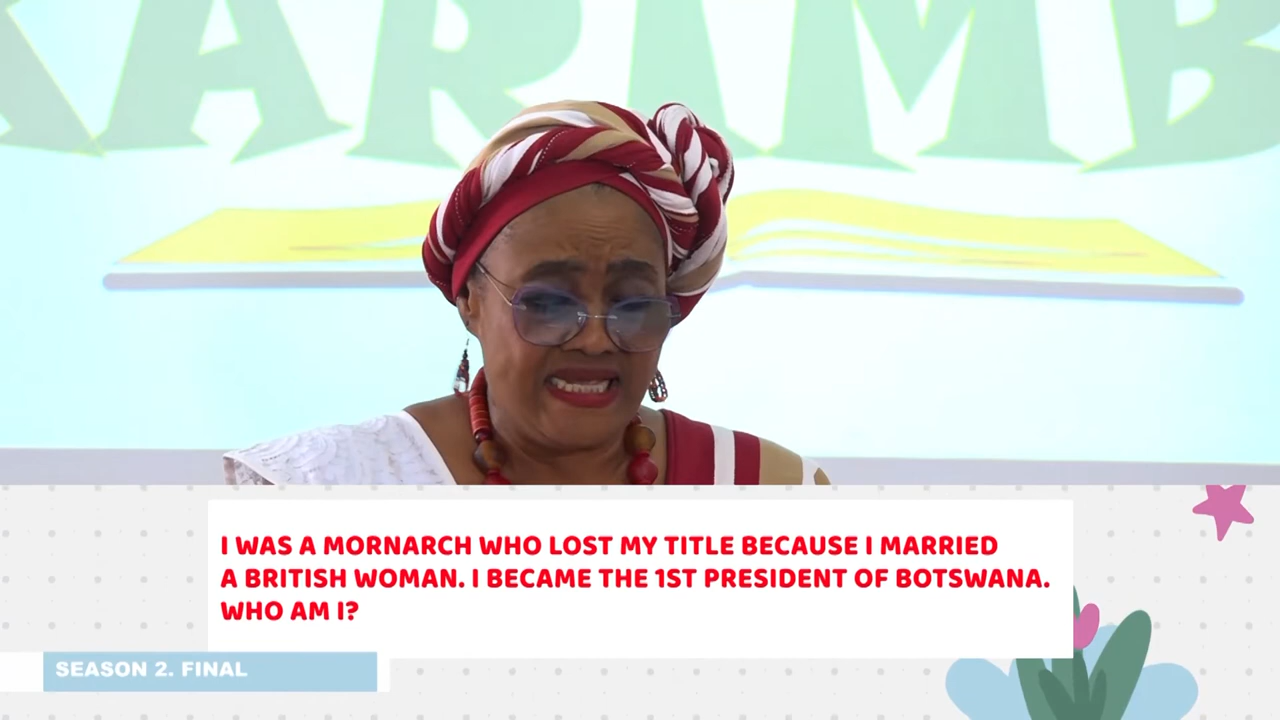 KARIMB
I WAS A MORNARCH WHO LOST MY TITLE BECAUSE I MARRIED
A BRITISH WOMAN. I BECAME THE 1ST PRESIDENT OF BOTSWANA.
WHO AM I?
SEASON 2. FINAL